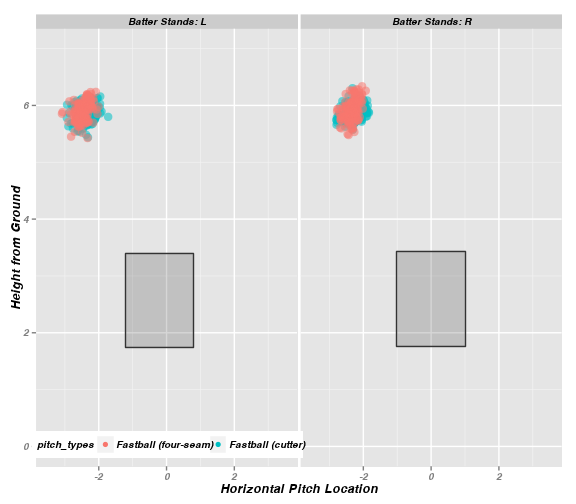 Batter Stands: L
Batter Stands: R
Height from Ground
6
4
2
0
pitch_types Fastball (four-seam) Fastball (cutter)
-2 0 2
-2 0 2
Horizontal Pitch Location